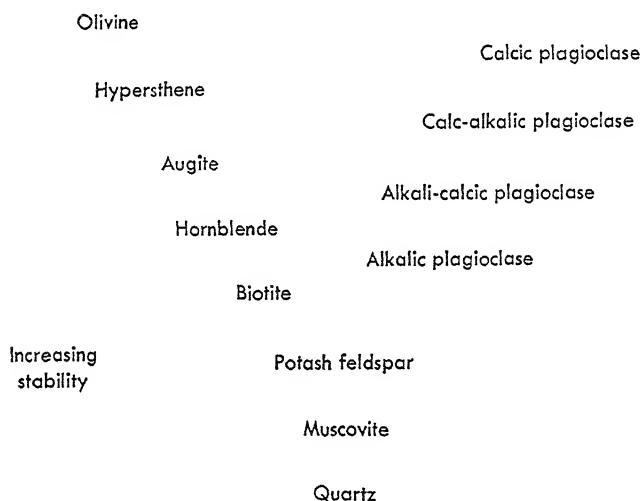 Olivine
Calcic plagioclase
Hypersthene
Calc-alkalic plagioclase
Augite
Alkali-calcic plagioclase
Hornblende
Alkalic plagioclase
Biotite
Increasing
stability
Potash feldspar
Muscovite
Quartz